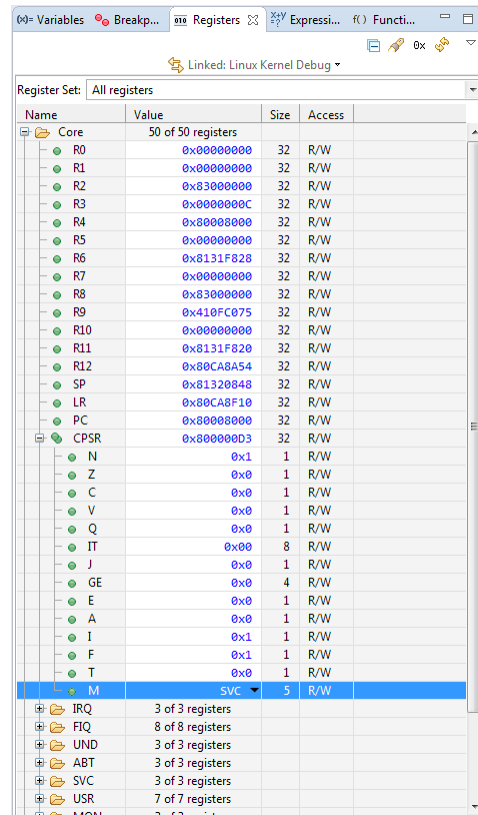 (x)= Variables Breakp... Registers Expressi... f() Functi...
0x
Linked: Linux Kernel Debug
Register Set: All registers
Name Value Size Access
Core 50 of 50 registers
R0 0x00000000 32 R/W
R1 0x00000000 32 R/W
R2 0x83000000 32 R/W
R3 0x0000000C 32 R/W
R4 0x80008000 32 R/W
R5 0x00000000 32 R/W
R6 0x8131F828 32 R/W
R7 0x00000000 32 R/W
R8 0x83000000 32 R/W
R9 0x410FC075 32 R/W
R10 0x00000000 32 R/W
R11 0x8131F820 32 R/W
R12 0x80CA8A54 32 R/W
SP 0x81320848 32 R/W
LR 0x80CA8F10 32 R/W
PC 0x80008000 32 R/W
CPSR 0x800000D3 32 R/W
N 0x1 1 R/W
Z 0x0 1 R/W
C 0x0 1 R/W
V 0x0 1 R/W
Q 0x0 1 R/W
IT 0x00 8 R/W
J 0x0 1 R/W
GE 0x0 4 R/W
E 0x0 1 R/W
A 0x0 1 R/W
I 0x1 1 R/W
F 0x1 1 R/W
T 0x0 1 R/W
M SVC 5 R/W
IRQ 3 of 3 registers
FIQ 8 of 8 registers
UND 3 of 3 registers
ABT 3 of 3 registers
SVC 3 of 3 registers
USR 7 of 7 registers